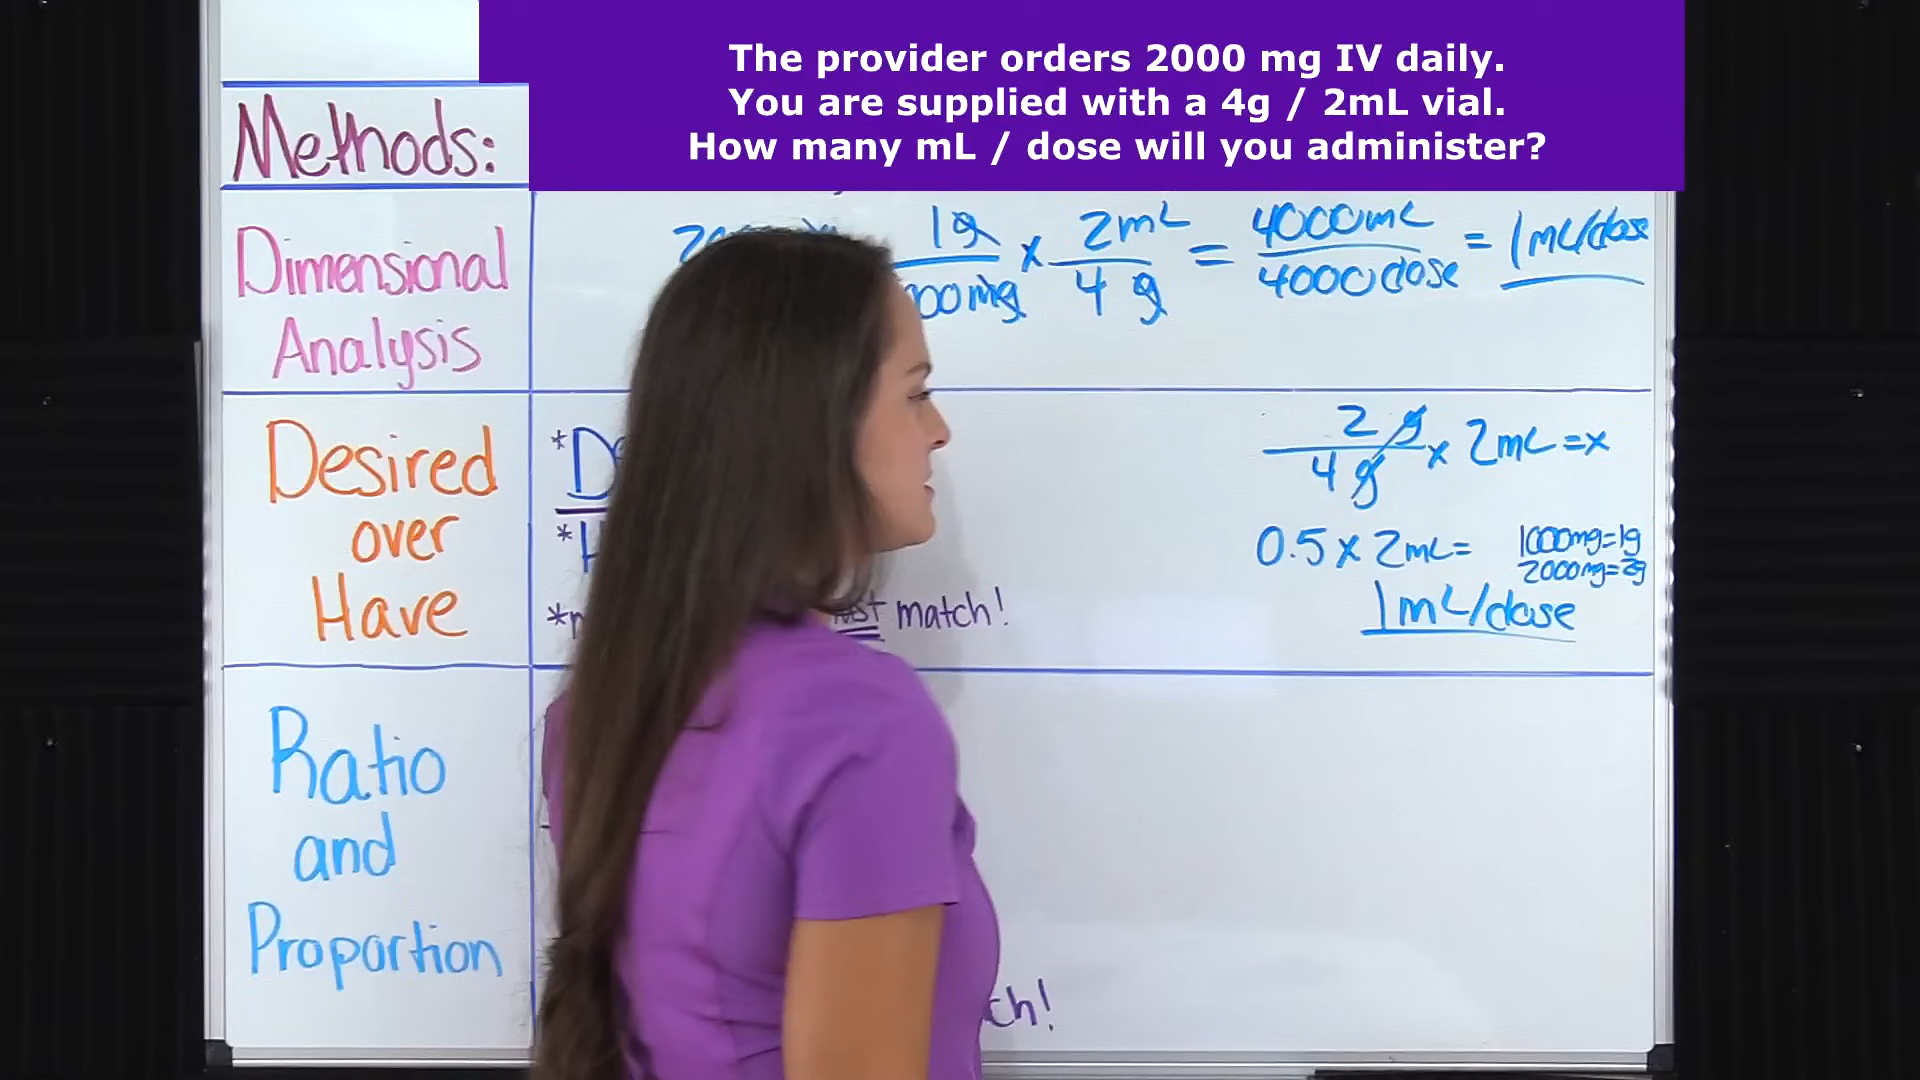 The provider orders 2000 mg IV daily.
You are supplied with a 4g / 2mL vial.
How many mL / dose will you administer?
Methods:
Dimensional
Analysis
1g x 2mL = 4000mL = 1mL/dose
mg 4 g 4000 dose
Desired
over
Have
match!
2 g x 2mL = x
4 g
0.5 x 2mL =
1000mg=1g
2000mg=2g
1mL/dose
Ratio
and
Proportion